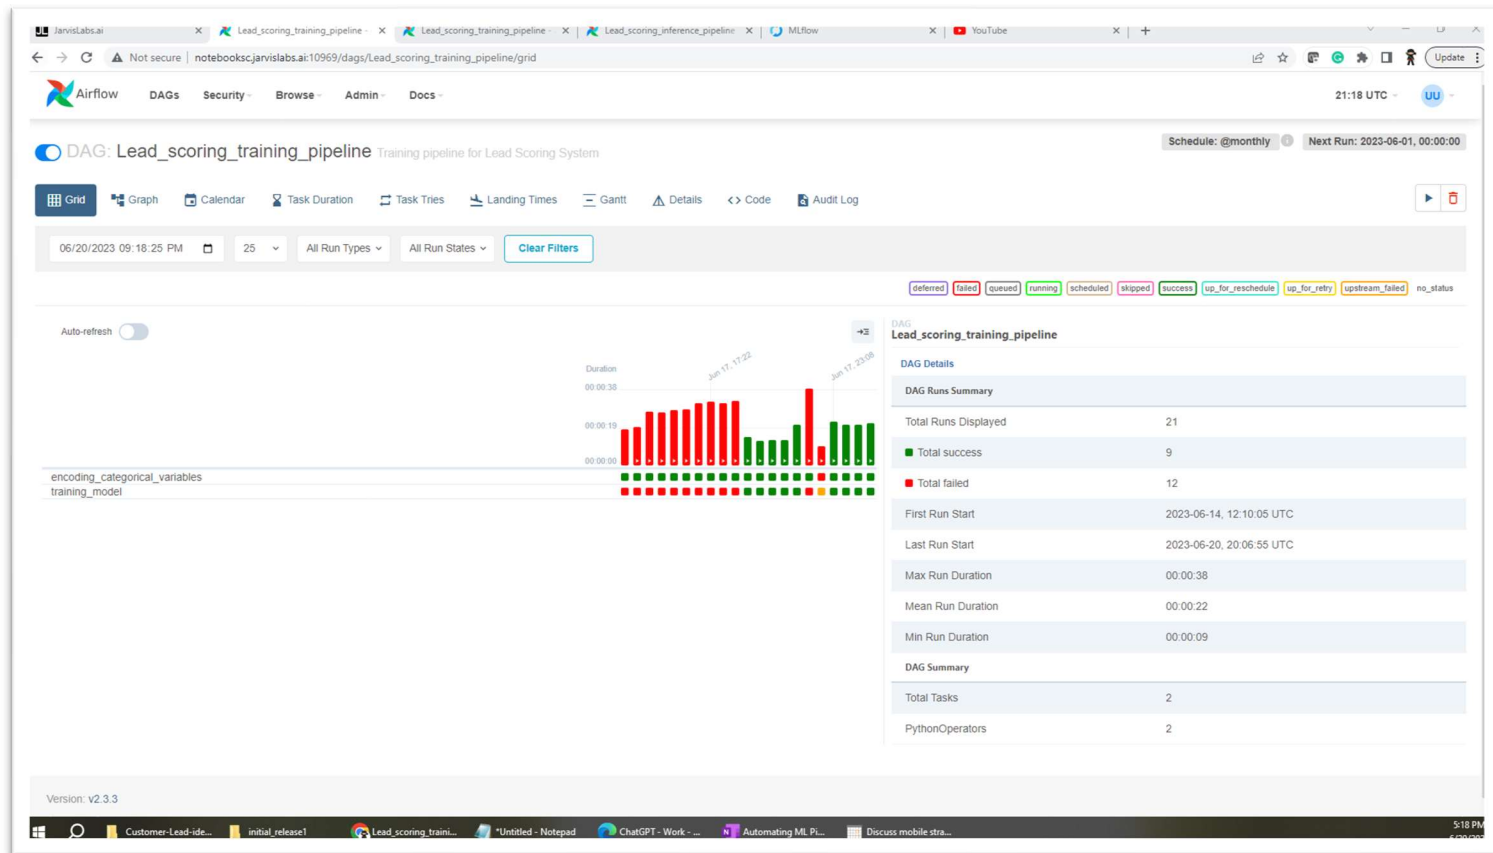 JarvisLabs.ai
Lead_scoring_training_pipeline -
Lead_scoring_training_pipeline -
Lead_scoring_inference_pipeline
MLflow
YouTube
Not secure | notebooksc.jarvislabs.ai:10969/dags/Lead_scoring_training_pipeline/grid
Update
Airflow DAGs Security Browse Admin Docs
21:18 UTC
UU
DAG: Lead_scoring_training_pipeline Training pipeline for Lead Scoring System
Schedule: @monthly
Next Run: 2023-06-01, 00:00:00
Grid Graph Calendar Task Duration Task Tries Landing Times Gantt Details Code Audit Log
06/20/2023 09:18:25 PM 25 All Run Types All Run States Clear Filters
deferred failed queued running scheduled skipped success up_for_reschedule up_for_retry upstream_failed no_status
Auto-refresh
Duration
00:00:38
00:00:19
00:00:00
Jun 17, 17:22
Jun 17, 23:08
encoding_categorical_variables
training_model
DAG
Lead_scoring_training_pipeline
DAG Details
DAG Runs Summary
Total Runs Displayed 21
Total success 9
Total failed 12
First Run Start 2023-06-14, 12:10:05 UTC
Last Run Start 2023-06-20, 20:06:55 UTC
Max Run Duration 00:00:38
Mean Run Duration 00:00:22
Min Run Duration 00:00:09
DAG Summary
Total Tasks 2
PythonOperators 2
Version: v2.3.3
Customer-Lead-ide...
initial_release1
Lead_scoring_traini...
*Untitled - Notepad
ChatGPT - Work - ...
Automating ML Pi...
Discuss mobile stra...
5:18 PM